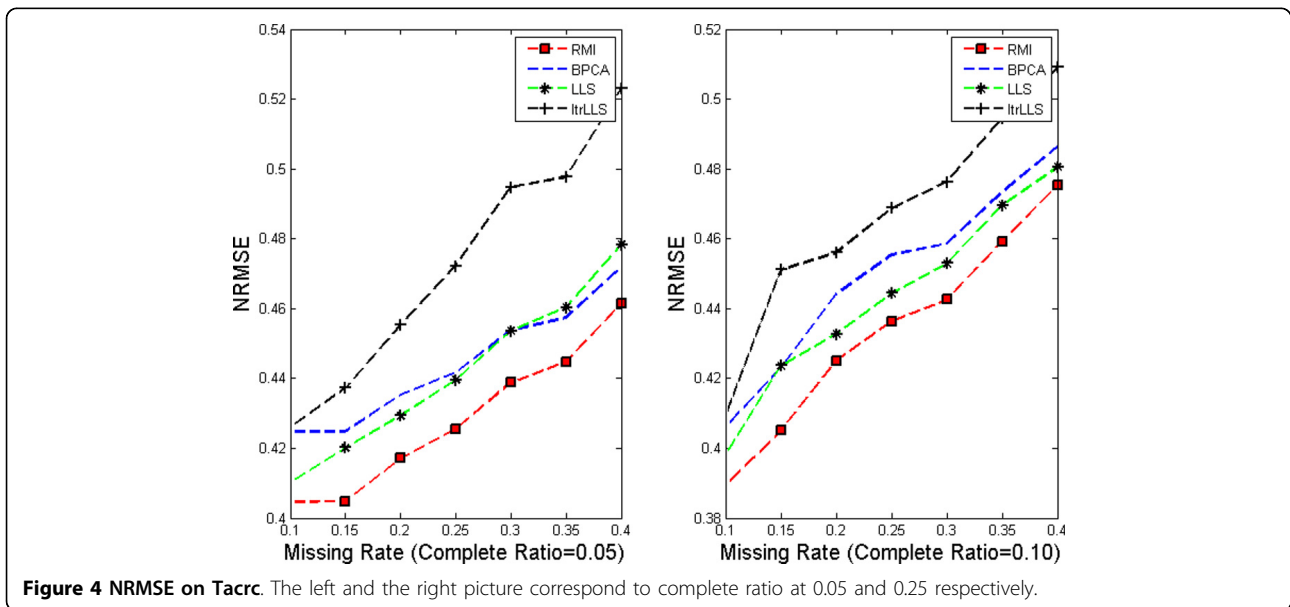 0.54
0.52
0.5
0.48
0.46
0.44
0.42
0.4
NRMSE
0.1 0.15 0.2 0.25 0.3 0.35 0.4
Missing Rate (Complete Ratio=0.05)
RMI
BPCA
LLS
ItrLLS
0.52
0.5
0.48
0.46
0.44
0.42
0.4
0.38
NRMSE
0.1 0.15 0.2 0.25 0.3 0.35 0.4
Missing Rate (Complete Ratio=0.10)
RMI
BPCA
LLS
ItrLLS
Figure 4 NRMSE on Tacrc. The left and the right picture correspond to complete ratio at 0.05 and 0.25 respectively.